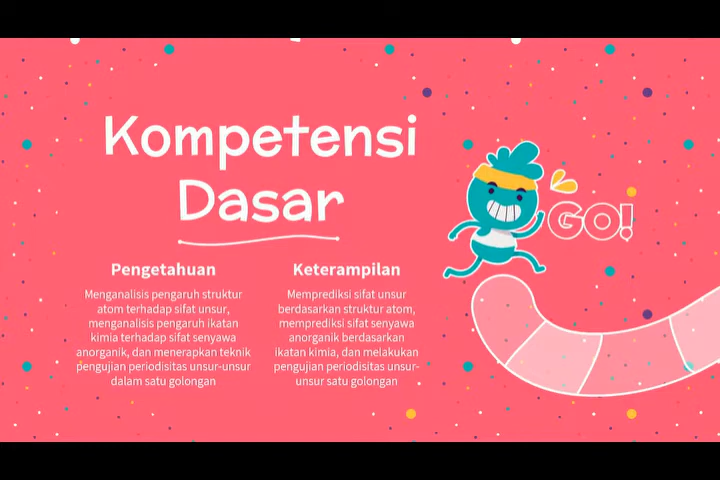 Kompetensi
Dasar
GO!
Pengetahuan
Menganalisis pengaruh struktur
atom terhadap sifat unsur,
menganalisis pengaruh ikatan
kimia terhadap sifat senyawa
anorganik, dan menerapkan teknik
pengujian periodisitas unsur-unsur
dalam satu golongan
Keterampilan
Memprediksi sifat unsur
berdasarkan struktur atom,
memprediksi sifat senyawa
anorganik berdasarkan
ikatan kimia, dan melakukan
pengujian periodisitas unsur-
unsur satu golongan